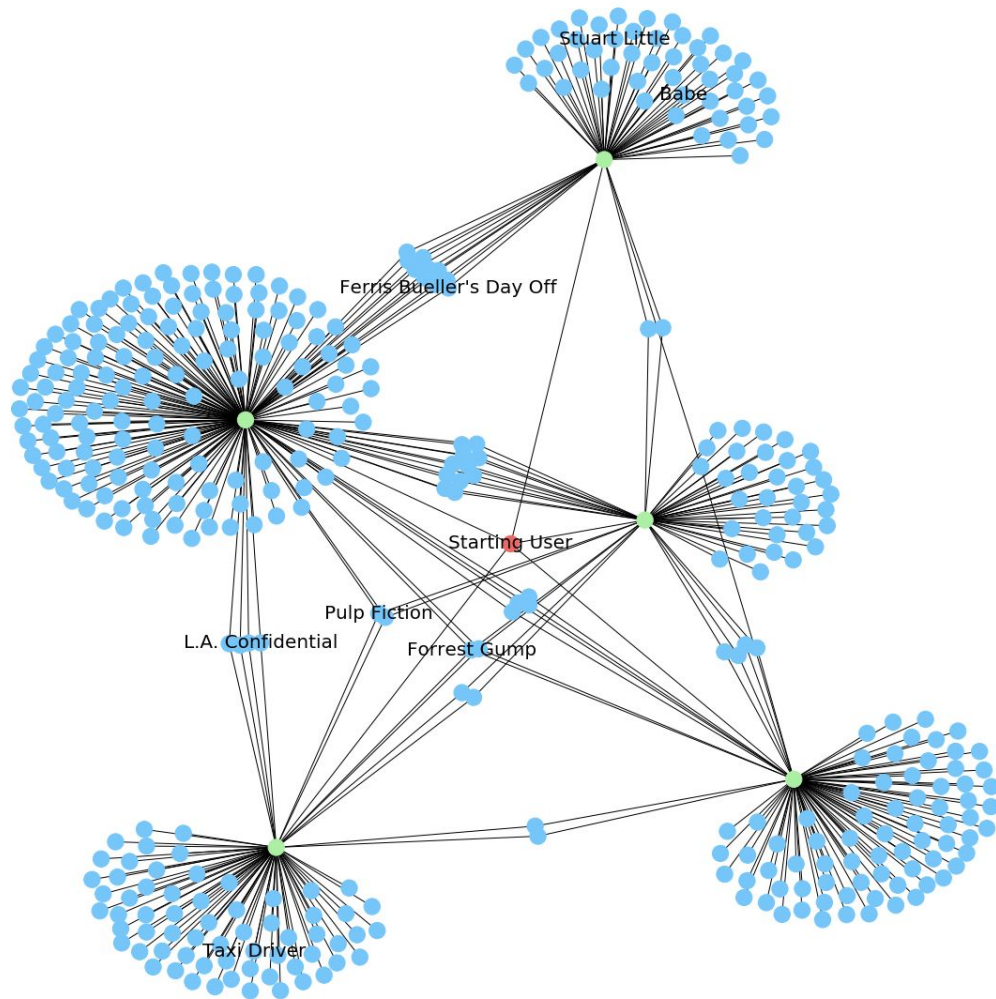 Stuart Little
Babe
Ferris Bueller's Day Off
Starting User
Pulp Fiction
L.A. Confidential
Forrest Gump
Taxi Driver